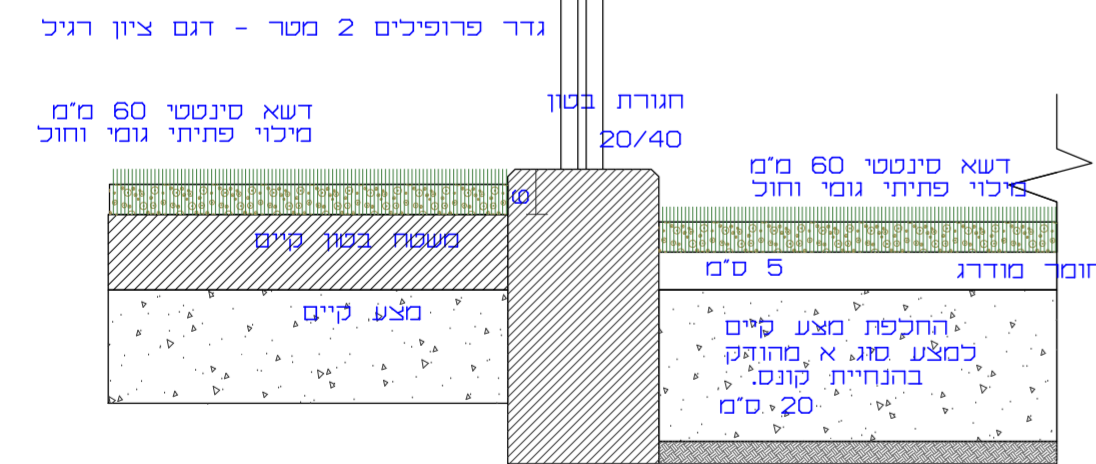 גדר פרופילים 2 מטר - דגם ציון רגיל
חגורת בטון
20/40
דשא סינטטי 60 מ"מ
מילוי פתיתי גומי וחול
דשא סינטטי 60 מ"מ
מילוי פתיתי גומי וחול
6
משטח בטון קיים
חומר מודרג 5 ס"מ
מצע קיים
החלפת מצע קיים
למצע סוג א מהודק
בהנחיית קונס.
20 ס"מ